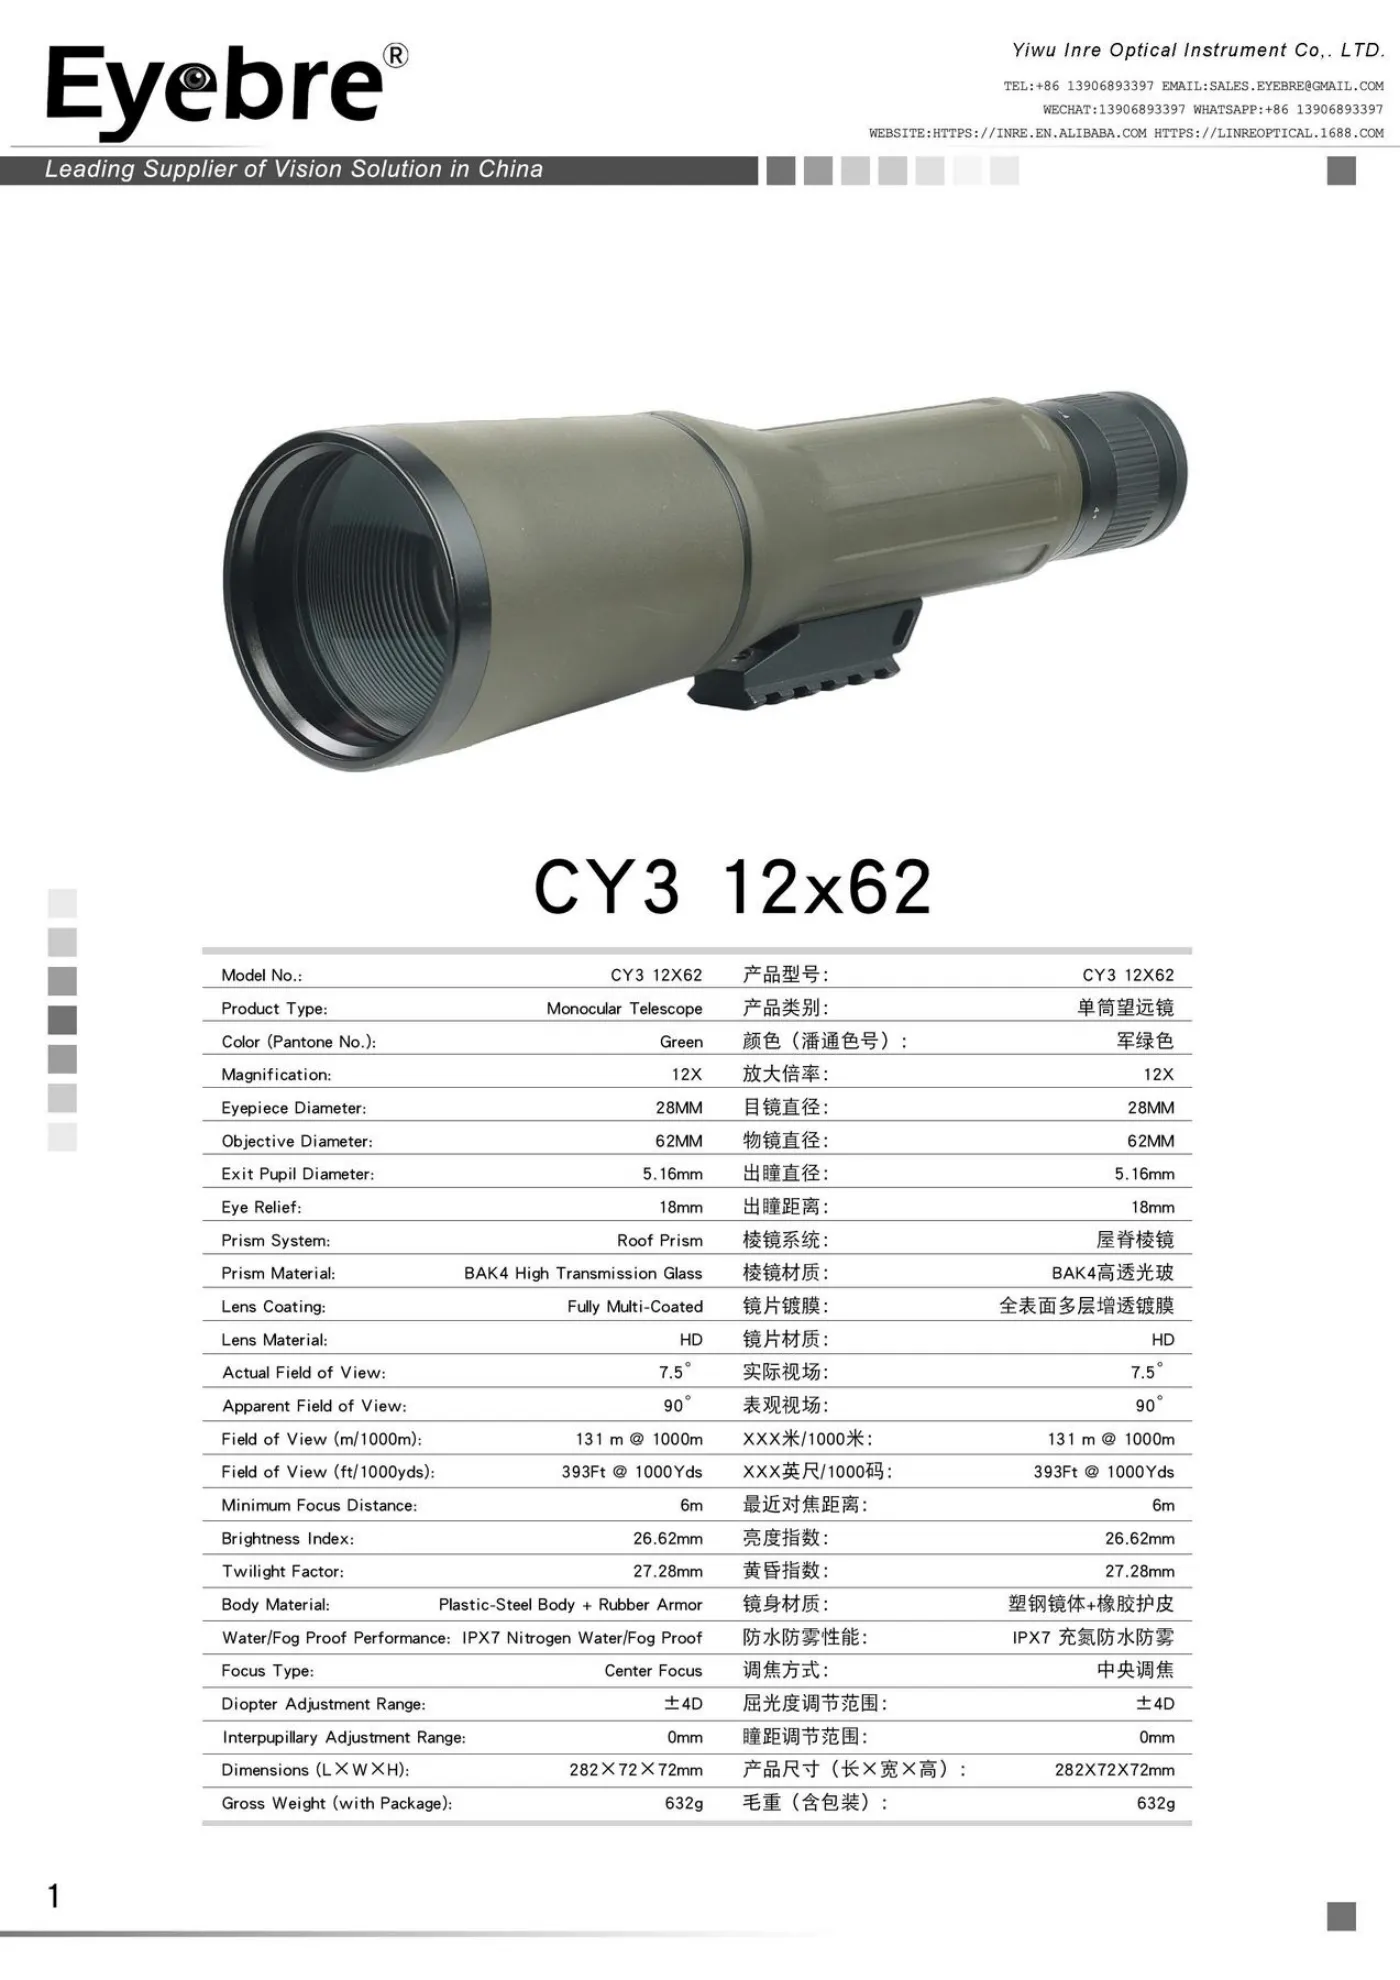 Eyebre®
Yiwu Inre Optical Instrument Co,. LTD.
TEL:+86 13906893397 EMAIL:SALES.EYEBRE@GMAIL.COM
WECHAT:13906893397 WHATSAPP:+86 13906893397
WEBSITE:HTTPS://INRE.EN.ALIBABA.COM HTTPS://LINREOPTICAL.1688.COM
Leading Supplier of Vision Solution in China
CY3 12x62
Model No.: CY3 12X62 产品型号: CY3 12X62
Product Type: Monocular Telescope 产品类别: 单筒望远镜
Color (Pantone No.): Green 颜色（潘通色号）: 军绿色
Magnification: 12X 放大倍率: 12X
Eyepiece Diameter: 28MM 目镜直径: 28MM
Objective Diameter: 62MM 物镜直径: 62MM
Exit Pupil Diameter: 5.16mm 出瞳直径: 5.16mm
Eye Relief: 18mm 出瞳距离: 18mm
Prism System: Roof Prism 棱镜系统: 屋脊棱镜
Prism Material: BAK4 High Transmission Glass 棱镜材质: BAK4高透光玻
Lens Coating: Fully Multi-Coated 镜片镀膜: 全表面多层增透镀膜
Lens Material: HD 镜片材质: HD
Actual Field of View: 7.5° 实际视场: 7.5°
Apparent Field of View: 90° 表观视场: 90°
Field of View (m/1000m): 131 m @ 1000m XXX米/1000米: 131 m @ 1000m
Field of View (ft/1000yds): 393Ft @ 1000Yds XXX英尺/1000码: 393Ft @ 1000Yds
Minimum Focus Distance: 6m 最近对焦距离: 6m
Brightness Index: 26.62mm 亮度指数: 26.62mm
Twilight Factor: 27.28mm 黄昏指数: 27.28mm
Body Material: Plastic-Steel Body + Rubber Armor 镜身材质: 塑钢镜体+橡胶护皮
Water/Fog Proof Performance: IPX7 Nitrogen Water/Fog Proof 防水防雾性能: IPX7 充氮防水防雾
Focus Type: Center Focus 调焦方式: 中央调焦
Diopter Adjustment Range: ±4D 屈光度调节范围: ±4D
Interpupillary Adjustment Range: 0mm 瞳距调节范围: 0mm
Dimensions (L×W×H): 282×72×72mm 产品尺寸（长×宽×高）: 282X72X72mm
Gross Weight (with Package): 632g 毛重（含包装）: 632g
1